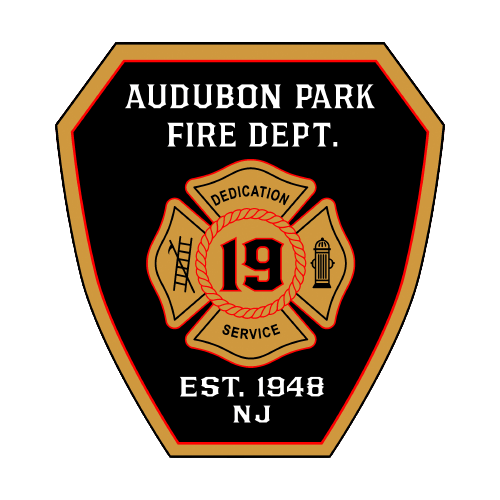 AUDUBON PARK
FIRE DEPT.
DEDICATION
19
SERVICE
EST. 1948
NJ